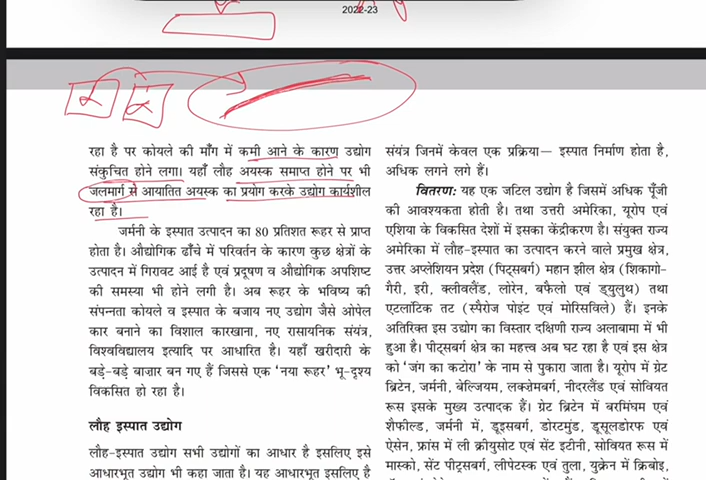 2022-23
रहा है पर कोयले की माँग में कमी आने के कारण उद्योग
संकुचित होने लगा। यहाँ लौह अयस्क समाप्त होने पर भी
जलमार्ग से आयातित अयस्क का प्रयोग करके उद्योग कार्यशील
रहा है।
जर्मनी के इस्पात उत्पादन का 80 प्रतिशत रूहर से प्राप्त
होता है। औद्योगिक ढाँचे में परिवर्तन के कारण कुछ क्षेत्रों के
उत्पादन में गिरावट आई है एवं प्रदूषण व औद्योगिक अपशिष्ट
की समस्या भी होने लगी है। अब रूहर के भविष्य की
संपन्नता कोयले व इस्पात के बजाय नए उद्योग जैसे ओपेल
कार बनाने का विशाल कारखाना, नए रासायनिक संयंत्र,
विश्वविद्यालय इत्यादि पर आधारित है। यहाँ खरीदारी के
बड़े-बड़े बाज़ार बन गए हैं जिससे एक ‘नया रूहर’ भू-दृश्य
विकसित हो रहा है।
लौह इस्पात उद्योग
लौह-इस्पात उद्योग सभी उद्योगों का आधार है इसलिए इसे
आधारभूत उद्योग भी कहा जाता है। यह आधारभूत इसलिए है
संयंत्र जिनमें केवल एक प्रक्रिया— इस्पात निर्माण होता है,
अधिक लगने लगे हैं।
वितरण: यह एक जटिल उद्योग है जिसमें अधिक पूँजी
की आवश्यकता होती है। तथा उत्तरी अमेरिका, यूरोप एवं
एशिया के विकसित देशों में इसका केंद्रीकरण है। संयुक्त राज्य
अमेरिका में लौह-इस्पात का उत्पादन करने वाले प्रमुख क्षेत्र,
उत्तर अप्लेशियन प्रदेश (पिट्सबर्ग) महान झील क्षेत्र (शिकागो-
गैरी, इरी, क्लीवलैंड, लोरेन, बफैलो एवं ड्युलुथ) तथा
एटलांटिक तट (स्पैरोज पोइंट एवं मोरिसविले) हैं। इनके
अतिरिक्त इस उद्योग का विस्तार दक्षिणी राज्य अलाबामा में भी
हुआ है। पीट्सबर्ग क्षेत्र का महत्त्व अब घट रहा है एवं इस क्षेत्र
को ‘जंग का कटोरा’ के नाम से पुकारा जाता है। यूरोप में ग्रेट
ब्रिटेन, जर्मनी, बेल्जियम, लक्ज़ेमबर्ग, नीदरलैंड एवं सोवियत
रूस इसके मुख्य उत्पादक हैं। ग्रेट ब्रिटेन में बरमिंघम एवं
शैफील्ड, जर्मनी में, डूइसबर्ग, डोरटमुंड, डूसूलडोरफ एवं
ऐसेन, फ्रांस में ली क्रीयुसोट एवं सेंट इटीनी, सोवियत रूस में
मास्को, सेंट पीट्सबर्ग, लीपेटस्क एवं तुला, युक्रेन में क्रिबोइ,